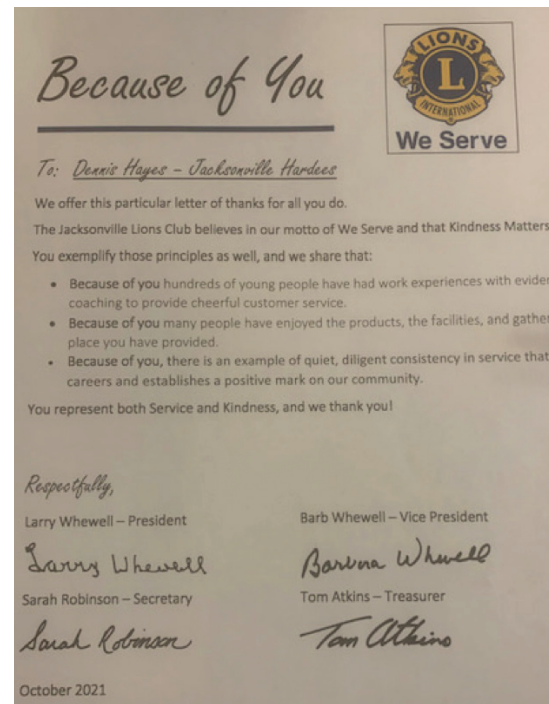 LIONS
L
INTERNATIONAL
We Serve
Because of You
To: Dennis Hayes – Jacksonville Hardees
We offer this particular letter of thanks for all you do.
The Jacksonville Lions Club believes in our motto of We Serve and that Kindness Matters
You exemplify those principles as well, and we share that:
• Because of you hundreds of young people have had work experiences with
coaching to provide cheerful customer service.
• Because of you many people have enjoyed the products, the facilities, and
place you have provided.
• Because of you, there is an example of quiet, diligent consistency in service that
careers and establishes a positive mark on our community.
You represent both Service and Kindness, and we thank you!
Respectfully,
Larry Whewell – President
Barb Whewell – Vice President
Larry Whewell
Barbara Whewell
Sarah Robinson – Secretary
Tom Atkins – Treasurer
Sarah Robinson
Tom Atkins
October 2021